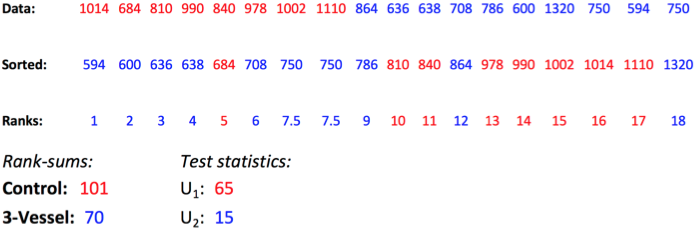 Data: 1014 684 810 990 840 978 1002 1110 864 636 638 708 786 600 1320 750 594 750
Sorted: 594 600 636 638 684 708 750 750 786 810 840 864 978 990 1002 1014 1110 1320
Ranks: 1 2 3 4 5 6 7.5 7.5 9 10 11 12 13 14 15 16 17 18
Rank-sums: Test statistics:
Control: 101 U1: 65
3-Vessel: 70 U2: 15